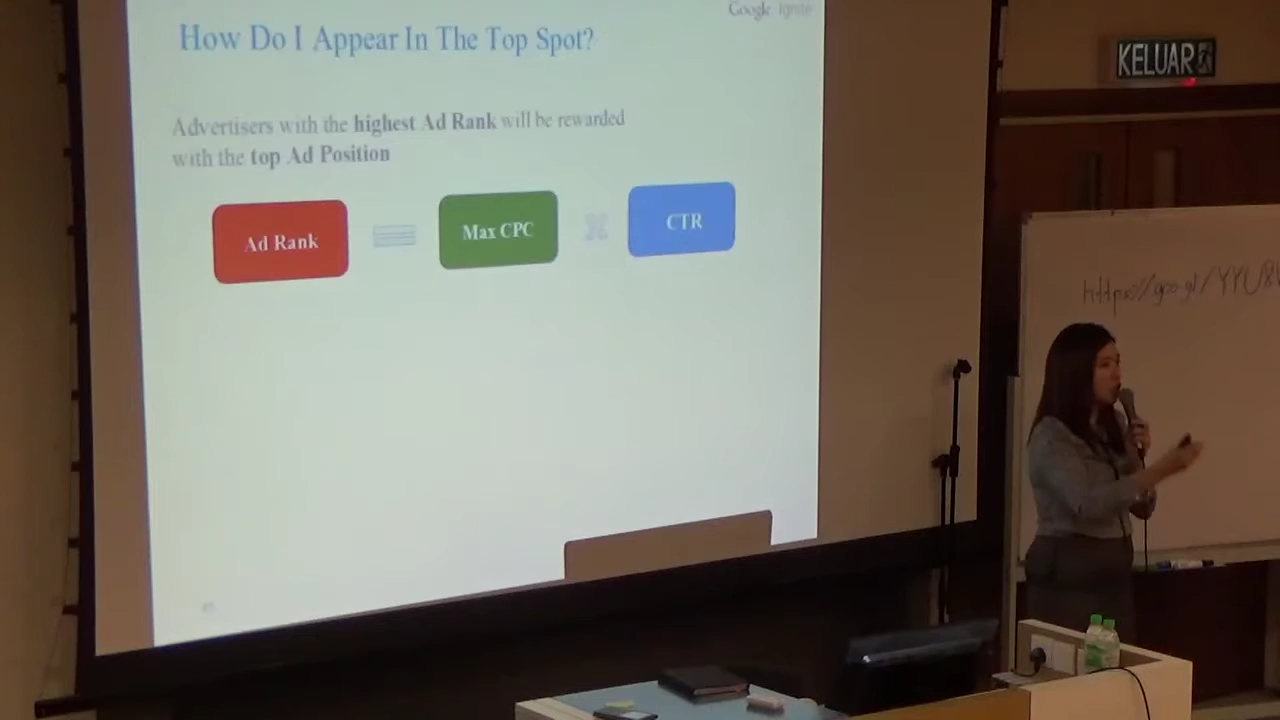 Google Ignite
How Do I Appear In The Top Spot?
KELUAR
Advertisers with the highest Ad Rank will be rewarded
with the top Ad Position
Ad Rank
Max CPC
X
CTR